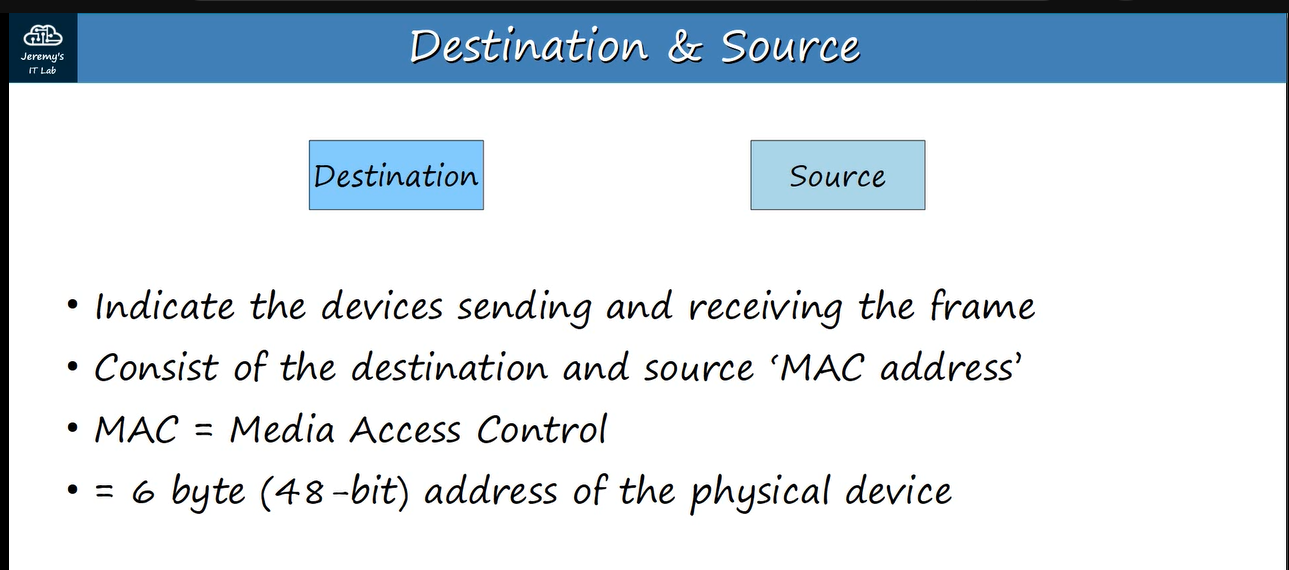 Jeremy's
IT Lab
Destination & Source
Destination
Source
• Indicate the devices sending and receiving the frame
• Consist of the destination and source ‘MAC address’
• MAC = Media Access Control
• = 6 byte (48-bit) address of the physical device